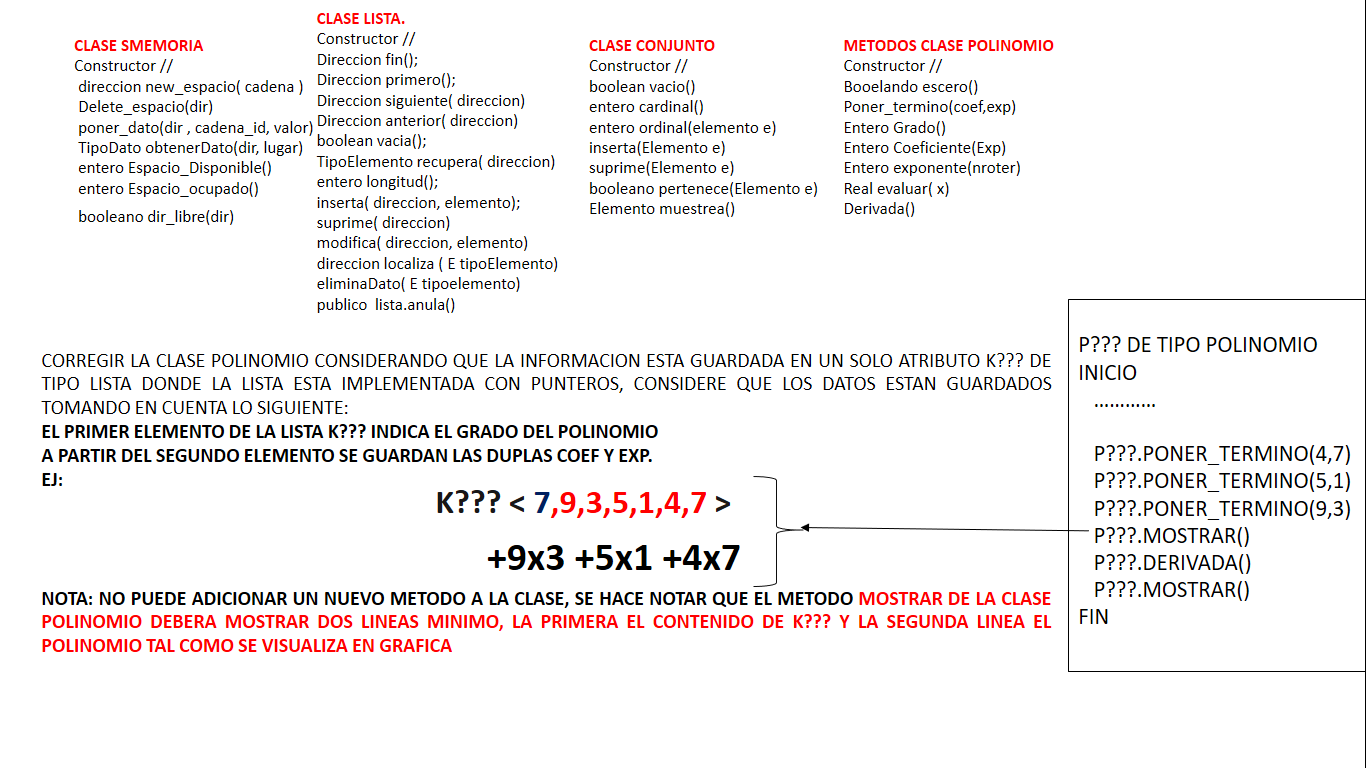 CLASE SMEMORIA
Constructor //
direccion new_espacio( cadena )
Delete_espacio(dir)
poner_dato(dir , cadena_id, valor)
TipoDato obtenerDato(dir, lugar)
entero Espacio_Disponible()
entero Espacio_ocupado()
booleano dir_libre(dir)
CLASE LISTA.
Constructor //
Direccion fin();
Direccion primero();
Direccion siguiente( direccion)
Direccion anterior( direccion)
boolean vacia();
TipoElemento recupera( direccion)
entero longitud();
inserta( direccion, elemento);
suprime( direccion)
modifica( direccion, elemento)
direccion localiza ( E tipoElemento)
eliminaDato( E tipoelemento)
publico lista.anula()
CLASE CONJUNTO
Constructor //
boolean vacio()
entero cardinal()
entero ordinal(elemento e)
inserta(Elemento e)
suprime(Elemento e)
booleano pertenece(Elemento e)
Elemento muestrea()
METODOS CLASE POLINOMIO
Constructor //
Booelando escero()
Poner_termino(coef,exp)
Entero Grado()
Entero Coeficiente(Exp)
Entero exponente(nroter)
Real evaluar( x)
Derivada()
CORREGIR LA CLASE POLINOMIO CONSIDERANDO QUE LA INFORMACION ESTA GUARDADA EN UN SOLO ATRIBUTO K??? DE
TIPO LISTA DONDE LA LISTA ESTA IMPLEMENTADA CON PUNTEROS, CONSIDERE QUE LOS DATOS ESTAN GUARDADOS
TOMANDO EN CUENTA LO SIGUIENTE:
EL PRIMER ELEMENTO DE LA LISTA K??? INDICA EL GRADO DEL POLINOMIO
A PARTIR DEL SEGUNDO ELEMENTO SE GUARDAN LAS DUPLAS COEF Y EXP.
EJ:
K??? < 7,9,3,5,1,4,7 >
+9x3 +5x1 +4x7
NOTA: NO PUEDE ADICIONAR UN NUEVO METODO A LA CLASE, SE HACE NOTAR QUE EL METODO MOSTRAR DE LA CLASE
POLINOMIO DEBERA MOSTRAR DOS LINEAS MINIMO, LA PRIMERA EL CONTENIDO DE K??? Y LA SEGUNDA LINEA EL
POLINOMIO TAL COMO SE VISUALIZA EN GRAFICA
P??? DE TIPO POLINOMIO
INICIO
............
P???.PONER_TERMINO(4,7)
P???.PONER_TERMINO(5,1)
P???.PONER_TERMINO(9,3)
P???.MOSTRAR()
P???.DERIVADA()
P???.MOSTRAR()
FIN